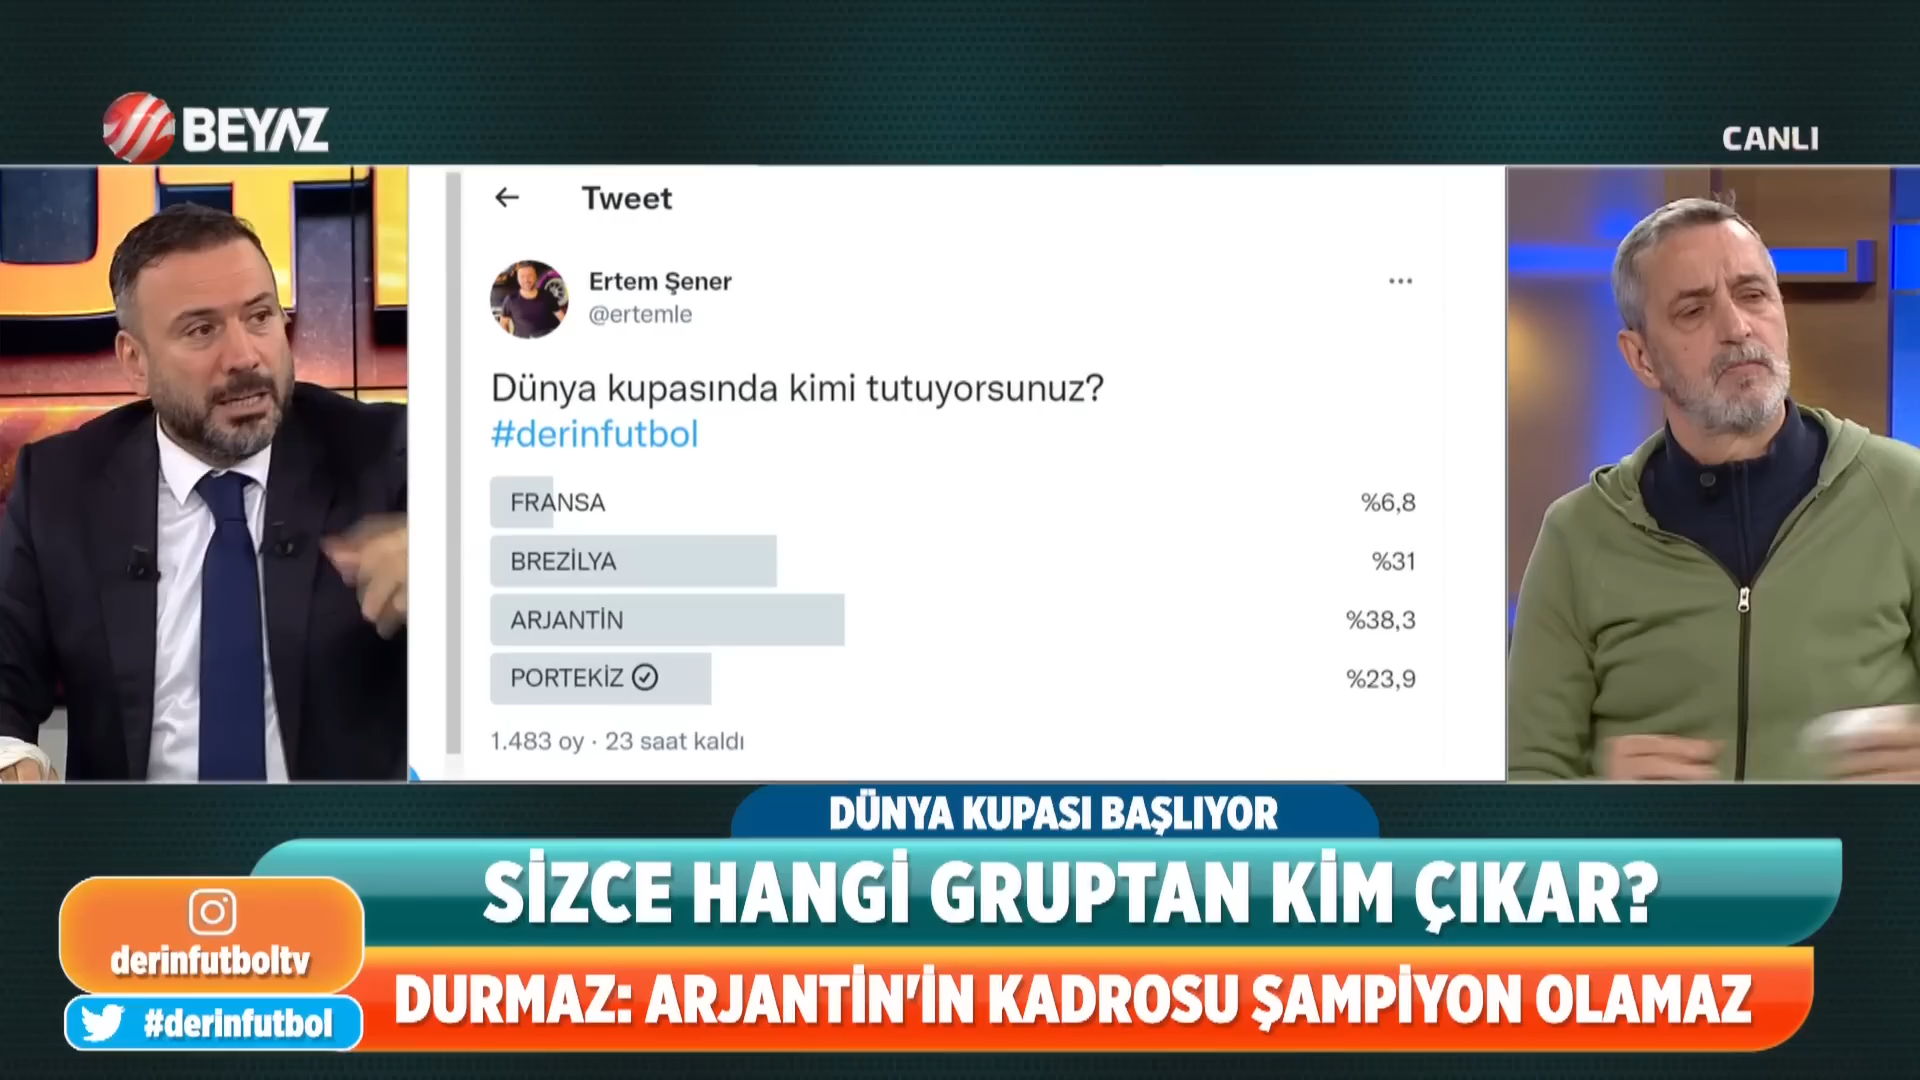 BEYAZ
CANLI
Tweet
Ertem Şener
@ertemle
Dünya kupasında kimi tutuyorsunuz?
#derinfutbol
FRANSA %6,8
BREZİLYA %31
ARJANTİN %38,3
PORTEKİZ %23,9
1.483 oy · 23 saat kaldı
DÜNYA KUPASI BAŞLIYOR
SİZCE HANGİ GRUPTAN KİM ÇIKAR?
derinfutboltv
DURMAZ: ARJANTİN'İN KADROSU ŞAMPİYON OLAMAZ
#derinfutbol